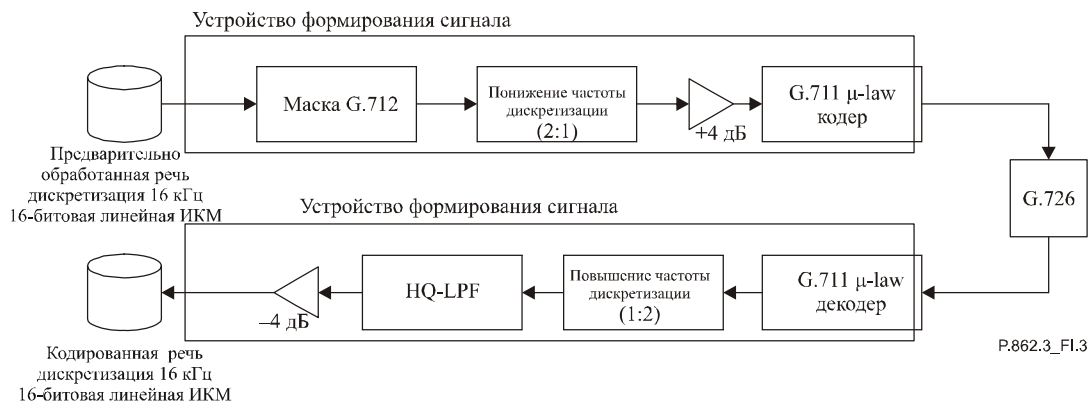 Устройство формирования сигнала
Маска G.712
Понижение частоты
дискретизации
(2:1)
+4 дБ
G.711 μ-law
кодер
Предварительно
обработанная речь
дискретизация 16 кГц
16-битовая линейная ИКМ
G.726
Устройство формирования сигнала
–4 дБ
HQ-LPF
Повышение частоты
дискретизации
(1:2)
G.711 μ-law
декодер
Кодированная речь
дискретизация 16 кГц
16-битовая линейная ИКМ
P.862.3_FI.3